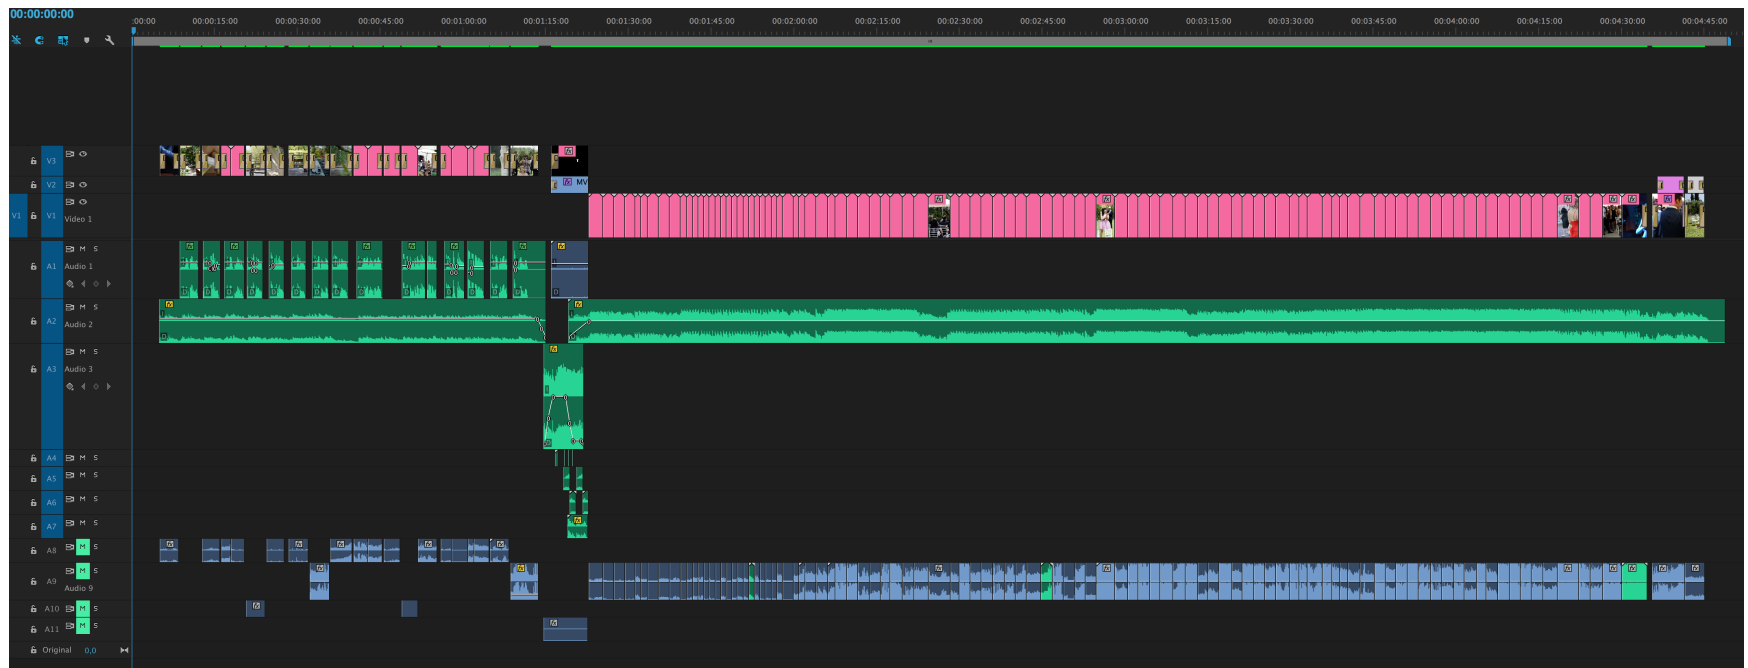 00:00:00:00
:00:00 00:00:15:00 00:00:30:00 00:00:45:00 00:01:00:00 00:01:15:00 00:01:30:00 00:01:45:00 00:02:00:00 00:02:15:00 00:02:30:00 00:02:45:00 00:03:00:00 00:03:15:00 00:03:30:00 00:03:45:00 00:04:00:00 00:04:15:00 00:04:30:00 00:04:45:00
V3
V2
MV
V1 V1 Video 1
M S
A1 Audio 1
M S
A2 Audio 2
M S
A3 Audio 3
A4 M S
A5 M S
A6 M S
A7 M S
A8 M S
M S
A9
Audio 9
A10 M S
A11 M S
Original 0,0